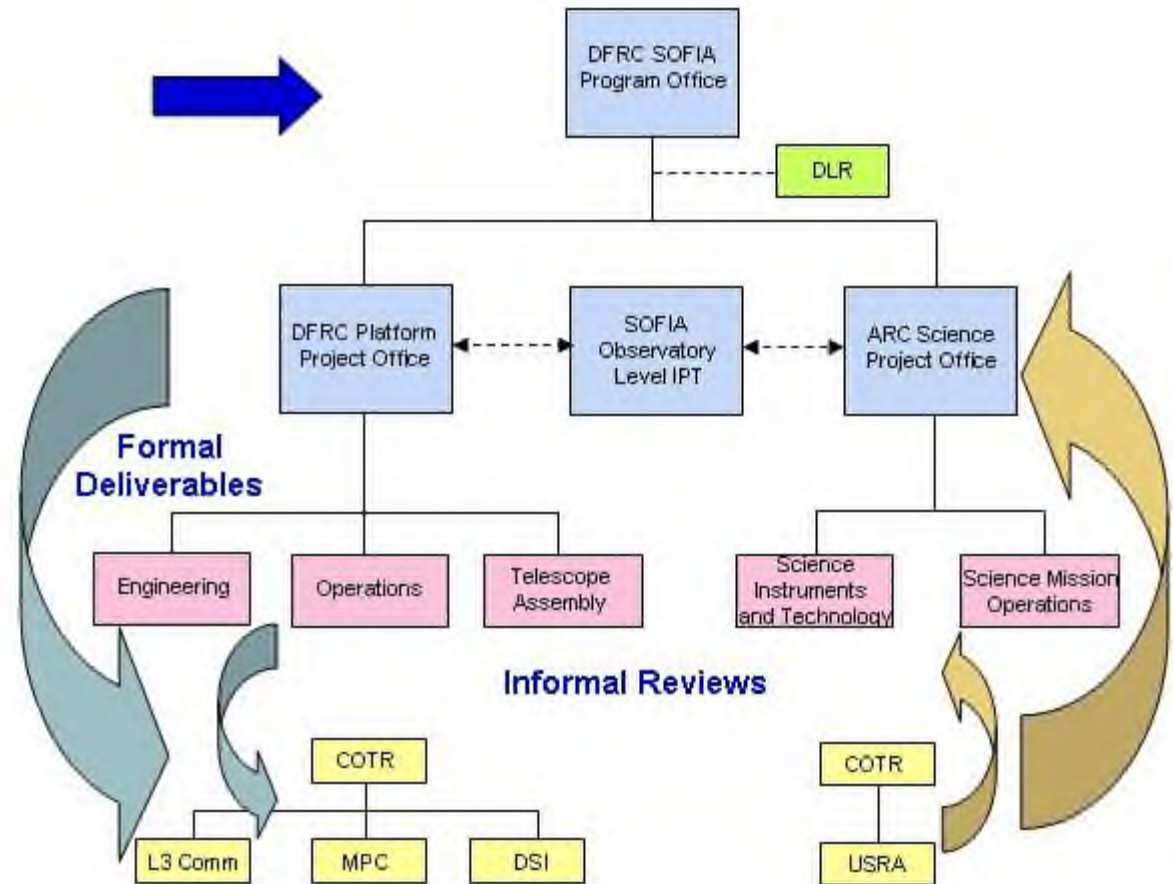 DFRC SOFIA
Program Office
DLR
DFRC Platform
Project Office
SOFIA
Observatory
Level IPT
ARC Science
Project Office
Formal
Deliverables
Engineering
Operations
Telescope
Assembly
Science
Instruments
and Technology
Science Mission
Operations
Informal Reviews
COTR
COTR
L3 Comm
MPC
DSI
USRA